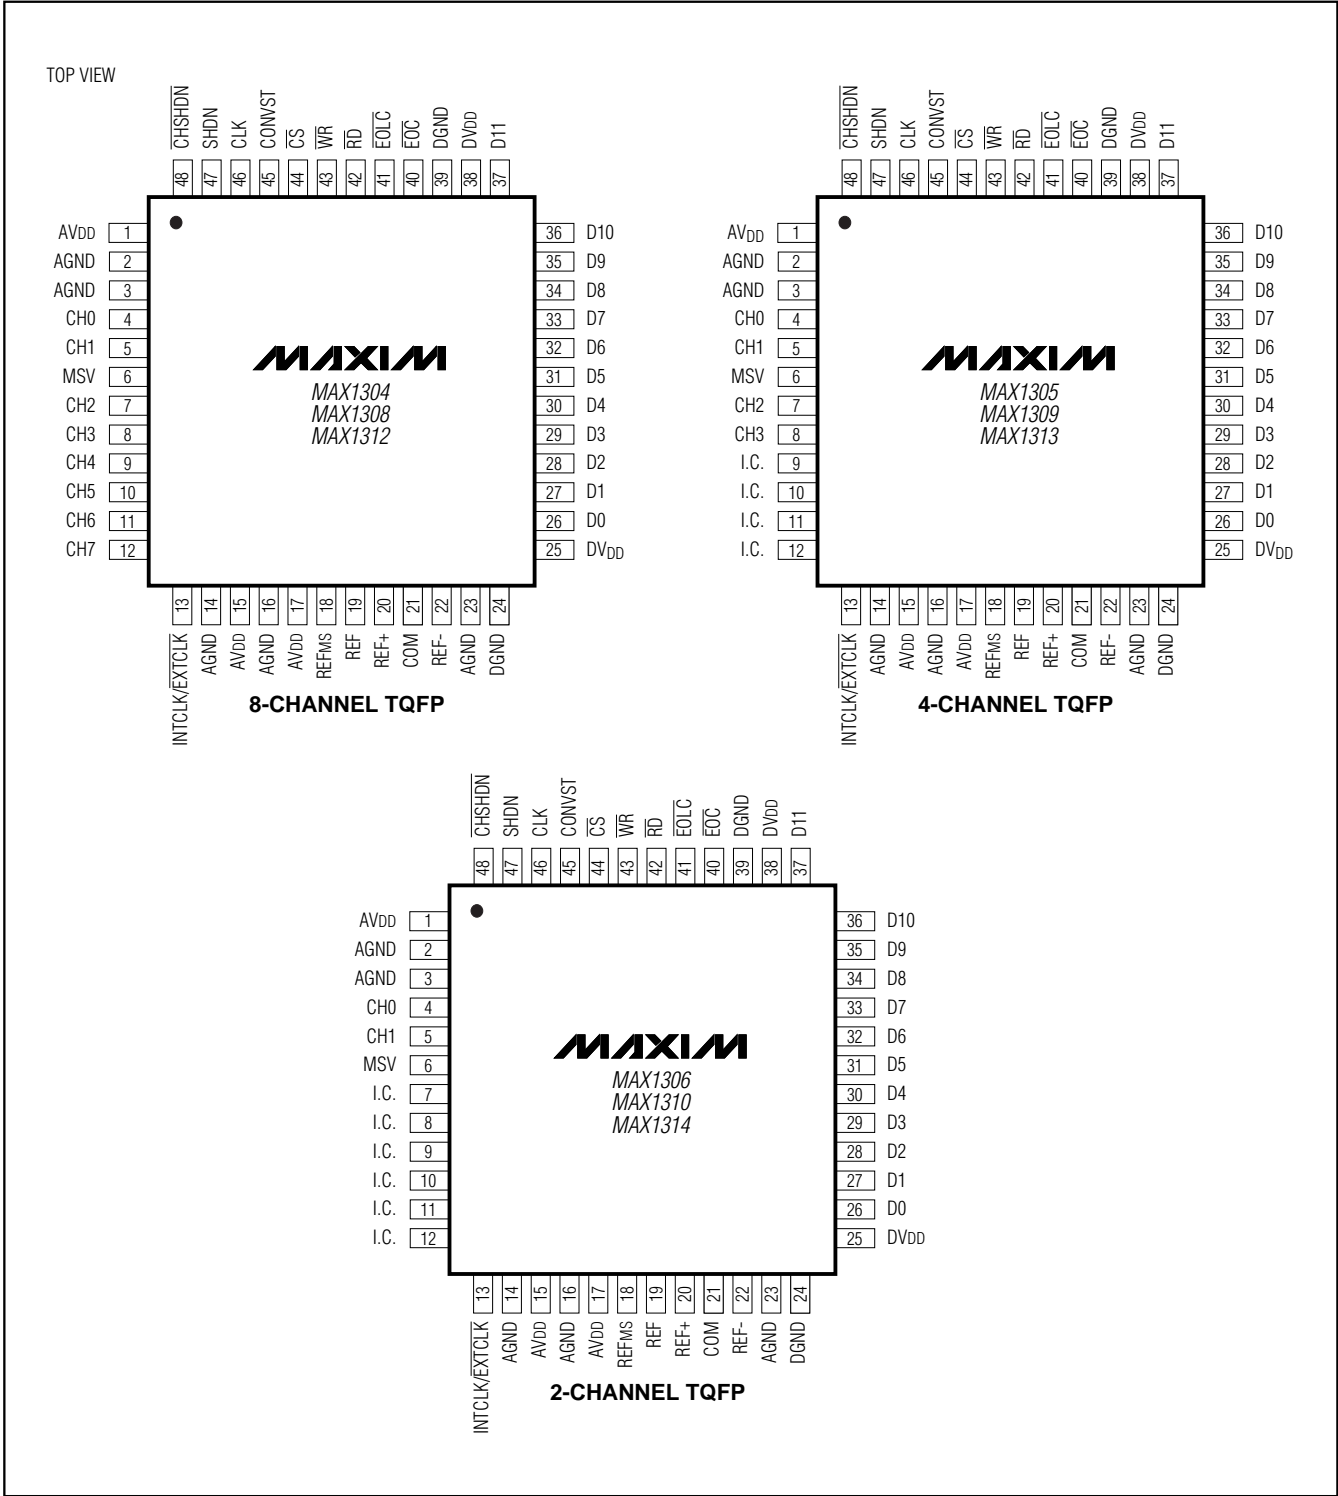 TOP VIEW
CHSHDN SHDN CLK CONVST CS WR RD EOLC EOC DGND DVDD D11
48 47 46 45 44 43 42 41 40 39 38 37
AVDD 1
AGND 2
AGND 3
CH0 4
CH1 5
MSV 6
CH2 7
CH3 8
CH4 9
CH5 10
CH6 11
CH7 12
MAXIM
MAX1304
MAX1308
MAX1312
36 D10
35 D9
34 D8
33 D7
32 D6
31 D5
30 D4
29 D3
28 D2
27 D1
26 D0
25 DVDD
13 14 15 16 17 18 19 20 21 22 23 24
INTCLK/EXTCLK AGND AVDD AGND AVDD REFMS REF REF+ COM REF- AGND DGND
8-CHANNEL TQFP
CHSHDN SHDN CLK CONVST CS WR RD EOLC EOC DGND DVDD D11
48 47 46 45 44 43 42 41 40 39 38 37
AVDD 1
AGND 2
AGND 3
CH0 4
CH1 5
MSV 6
CH2 7
CH3 8
I.C. 9
I.C. 10
I.C. 11
I.C. 12
MAXIM
MAX1305
MAX1309
MAX1313
36 D10
35 D9
34 D8
33 D7
32 D6
31 D5
30 D4
29 D3
28 D2
27 D1
26 D0
25 DVDD
13 14 15 16 17 18 19 20 21 22 23 24
INTCLK/EXTCLK AGND AVDD AGND AVDD REFMS REF REF+ COM REF- AGND DGND
4-CHANNEL TQFP
CHSHDN SHDN CLK CONVST CS WR RD EOLC EOC DGND DVDD D11
48 47 46 45 44 43 42 41 40 39 38 37
AVDD 1
AGND 2
AGND 3
CH0 4
CH1 5
MSV 6
I.C. 7
I.C. 8
I.C. 9
I.C. 10
I.C. 11
I.C. 12
MAXIM
MAX1306
MAX1310
MAX1314
36 D10
35 D9
34 D8
33 D7
32 D6
31 D5
30 D4
29 D3
28 D2
27 D1
26 D0
25 DVDD
13 14 15 16 17 18 19 20 21 22 23 24
INTCLK/EXTCLK AGND AVDD AGND AVDD REFMS REF REF+ COM REF- AGND DGND
2-CHANNEL TQFP